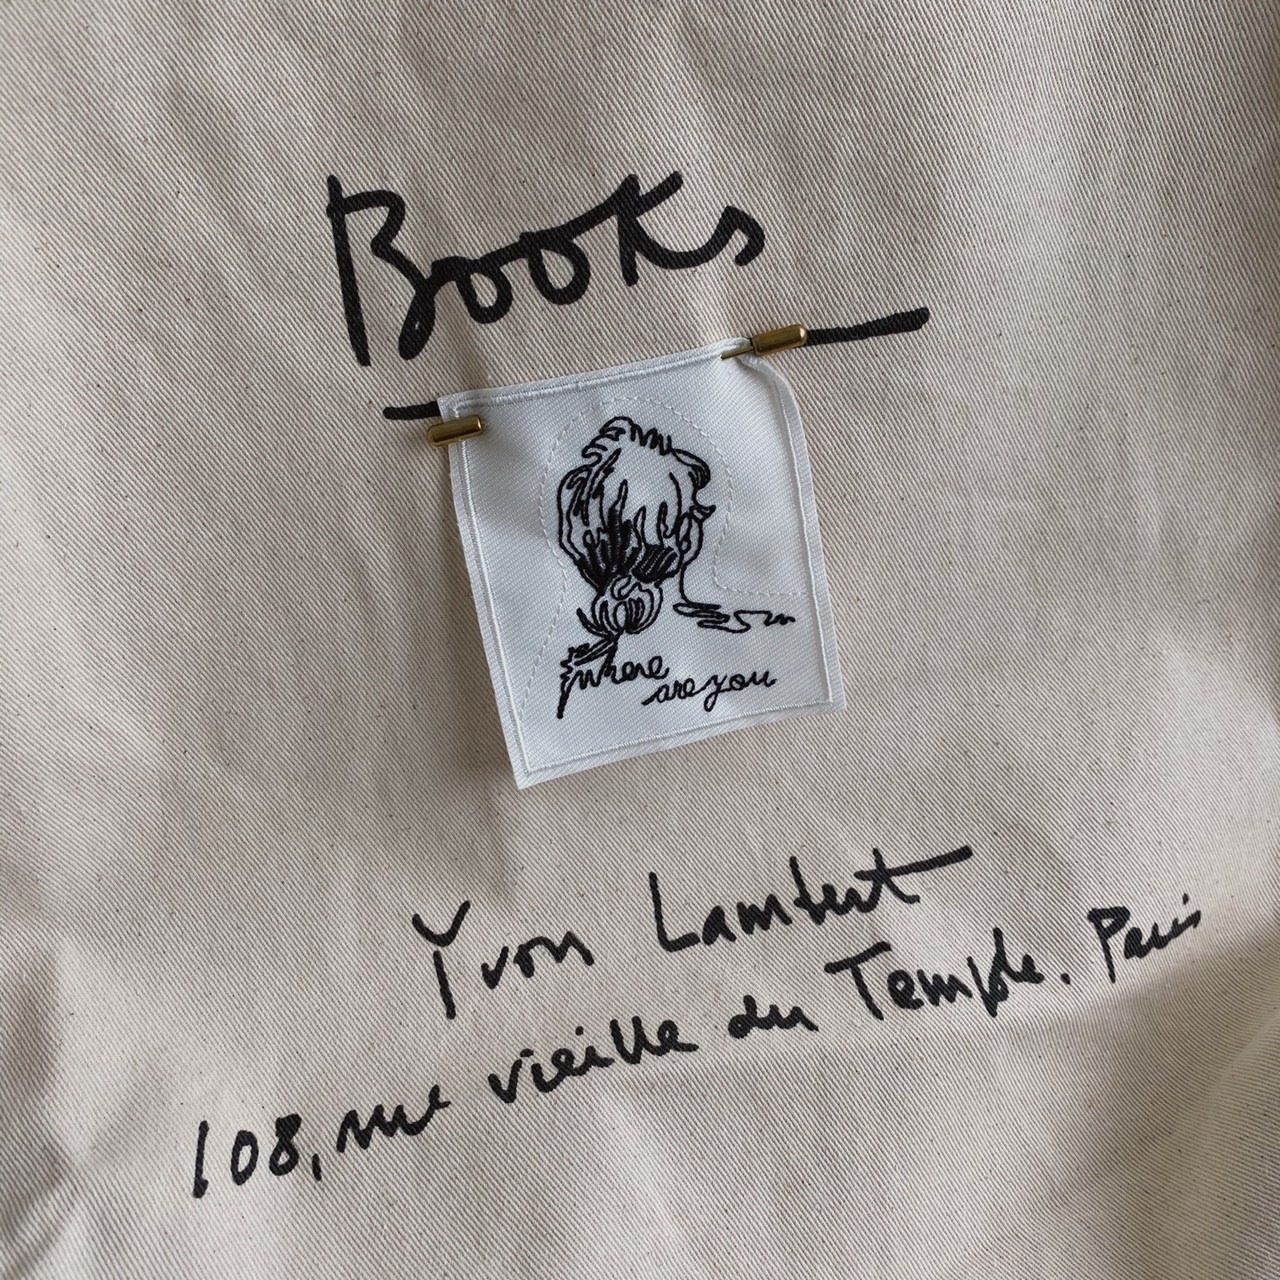 Books
where
are you
Yvon Lambert
108, rue vieille du Temple. Paris